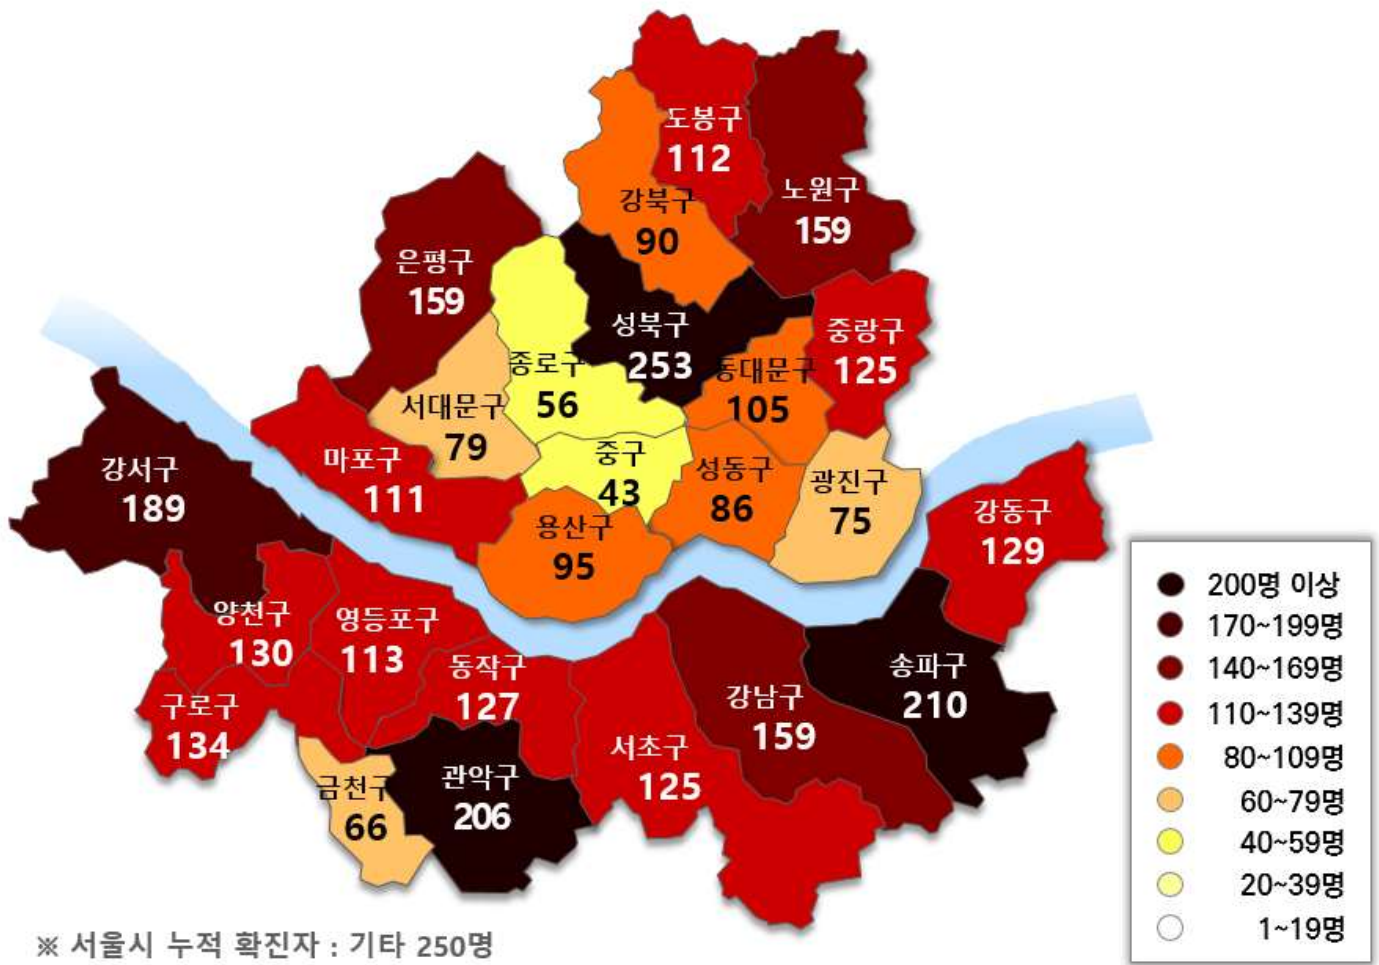 도봉구
112
노원구
159
강북구
90
은평구
159
성북구
253
중랑구
125
종로구
56
동대문구
105
서대문구
79
마포구
111
중구
43
성동구
86
광진구
75
강서구
189
용산구
95
강동구
129
양천구
130
영등포구
113
동작구
127
구로구
134
금천구
66
관악구
206
서초구
125
강남구
159
송파구
210
200명 이상
170~199명
140~169명
110~139명
80~109명
60~79명
40~59명
20~39명
1~19명
※ 서울시 누적 확진자 : 기타 250명